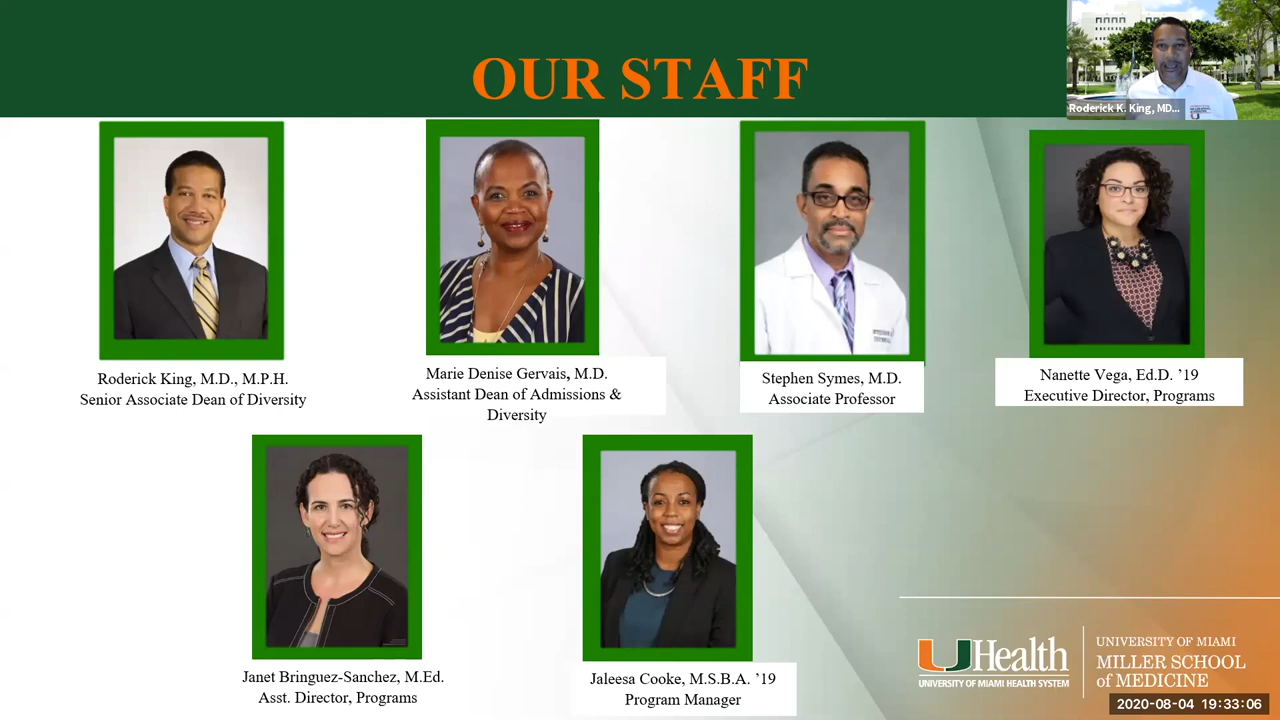 OUR STAFF
Roderick K. King, MD...
Roderick King, M.D., M.P.H.
Senior Associate Dean of Diversity
Marie Denise Gervais, M.D.
Assistant Dean of Admissions &
Diversity
Stephen Symes, M.D.
Associate Professor
Nanette Vega, Ed.D. ’19
Executive Director, Programs
Janet Bringuez-Sanchez, M.Ed.
Asst. Director, Programs
Jaleesa Cooke, M.S.B.A. ’19
Program Manager
UHealth
UNIVERSITY OF MIAMI HEALTH SYSTEM
UNIVERSITY OF MIAMI
MILLER SCHOOL
of MEDICINE
2020-08-04 19:33:06